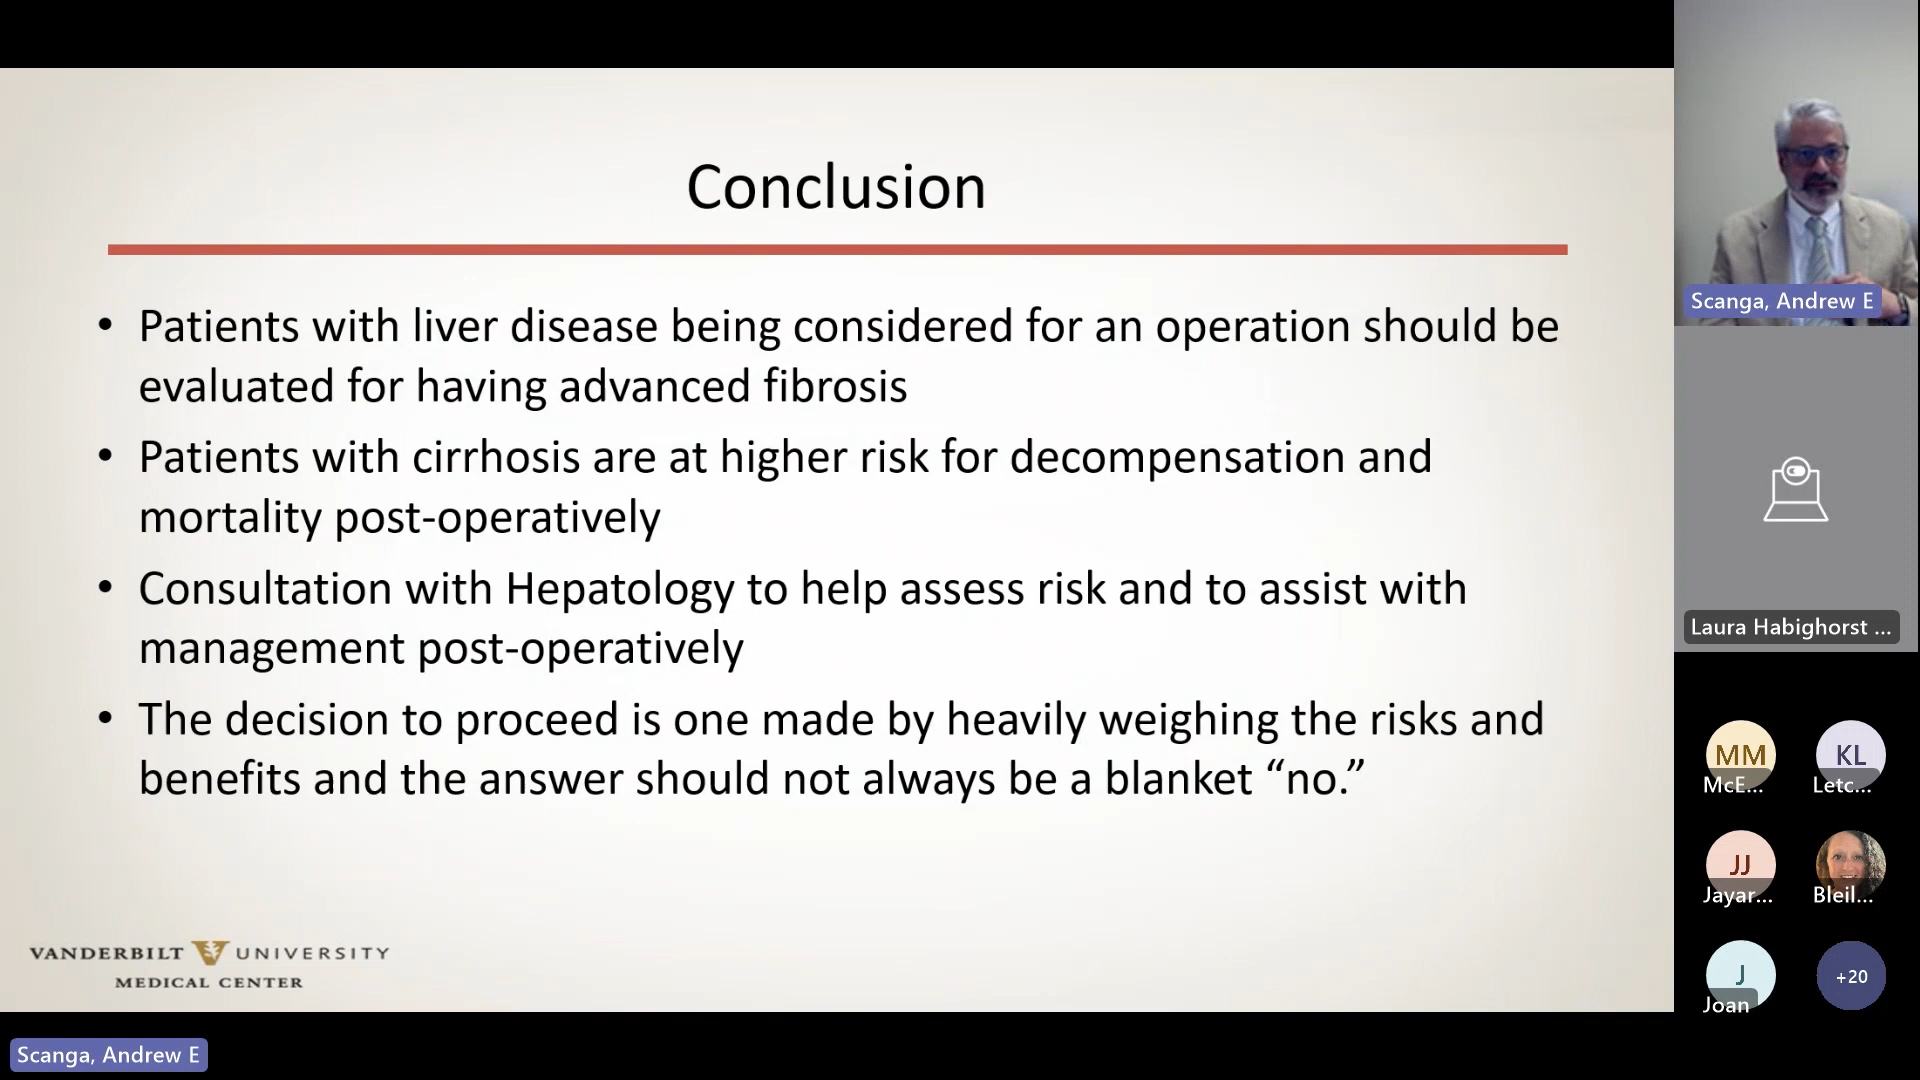 Conclusion
• Patients with liver disease being considered for an operation should be
evaluated for having advanced fibrosis
• Patients with cirrhosis are at higher risk for decompensation and
mortality post-operatively
• Consultation with Hepatology to help assess risk and to assist with
management post-operatively
• The decision to proceed is one made by heavily weighing the risks and
benefits and the answer should not always be a blanket “no.”
VANDERBILT UNIVERSITY
MEDICAL CENTER
Scanga, Andrew E
Scanga, Andrew E
Laura Habighorst ...
MM
McE...
KL
Letc...
JJ
Jayar...
Bleil...
J
Joan
+20